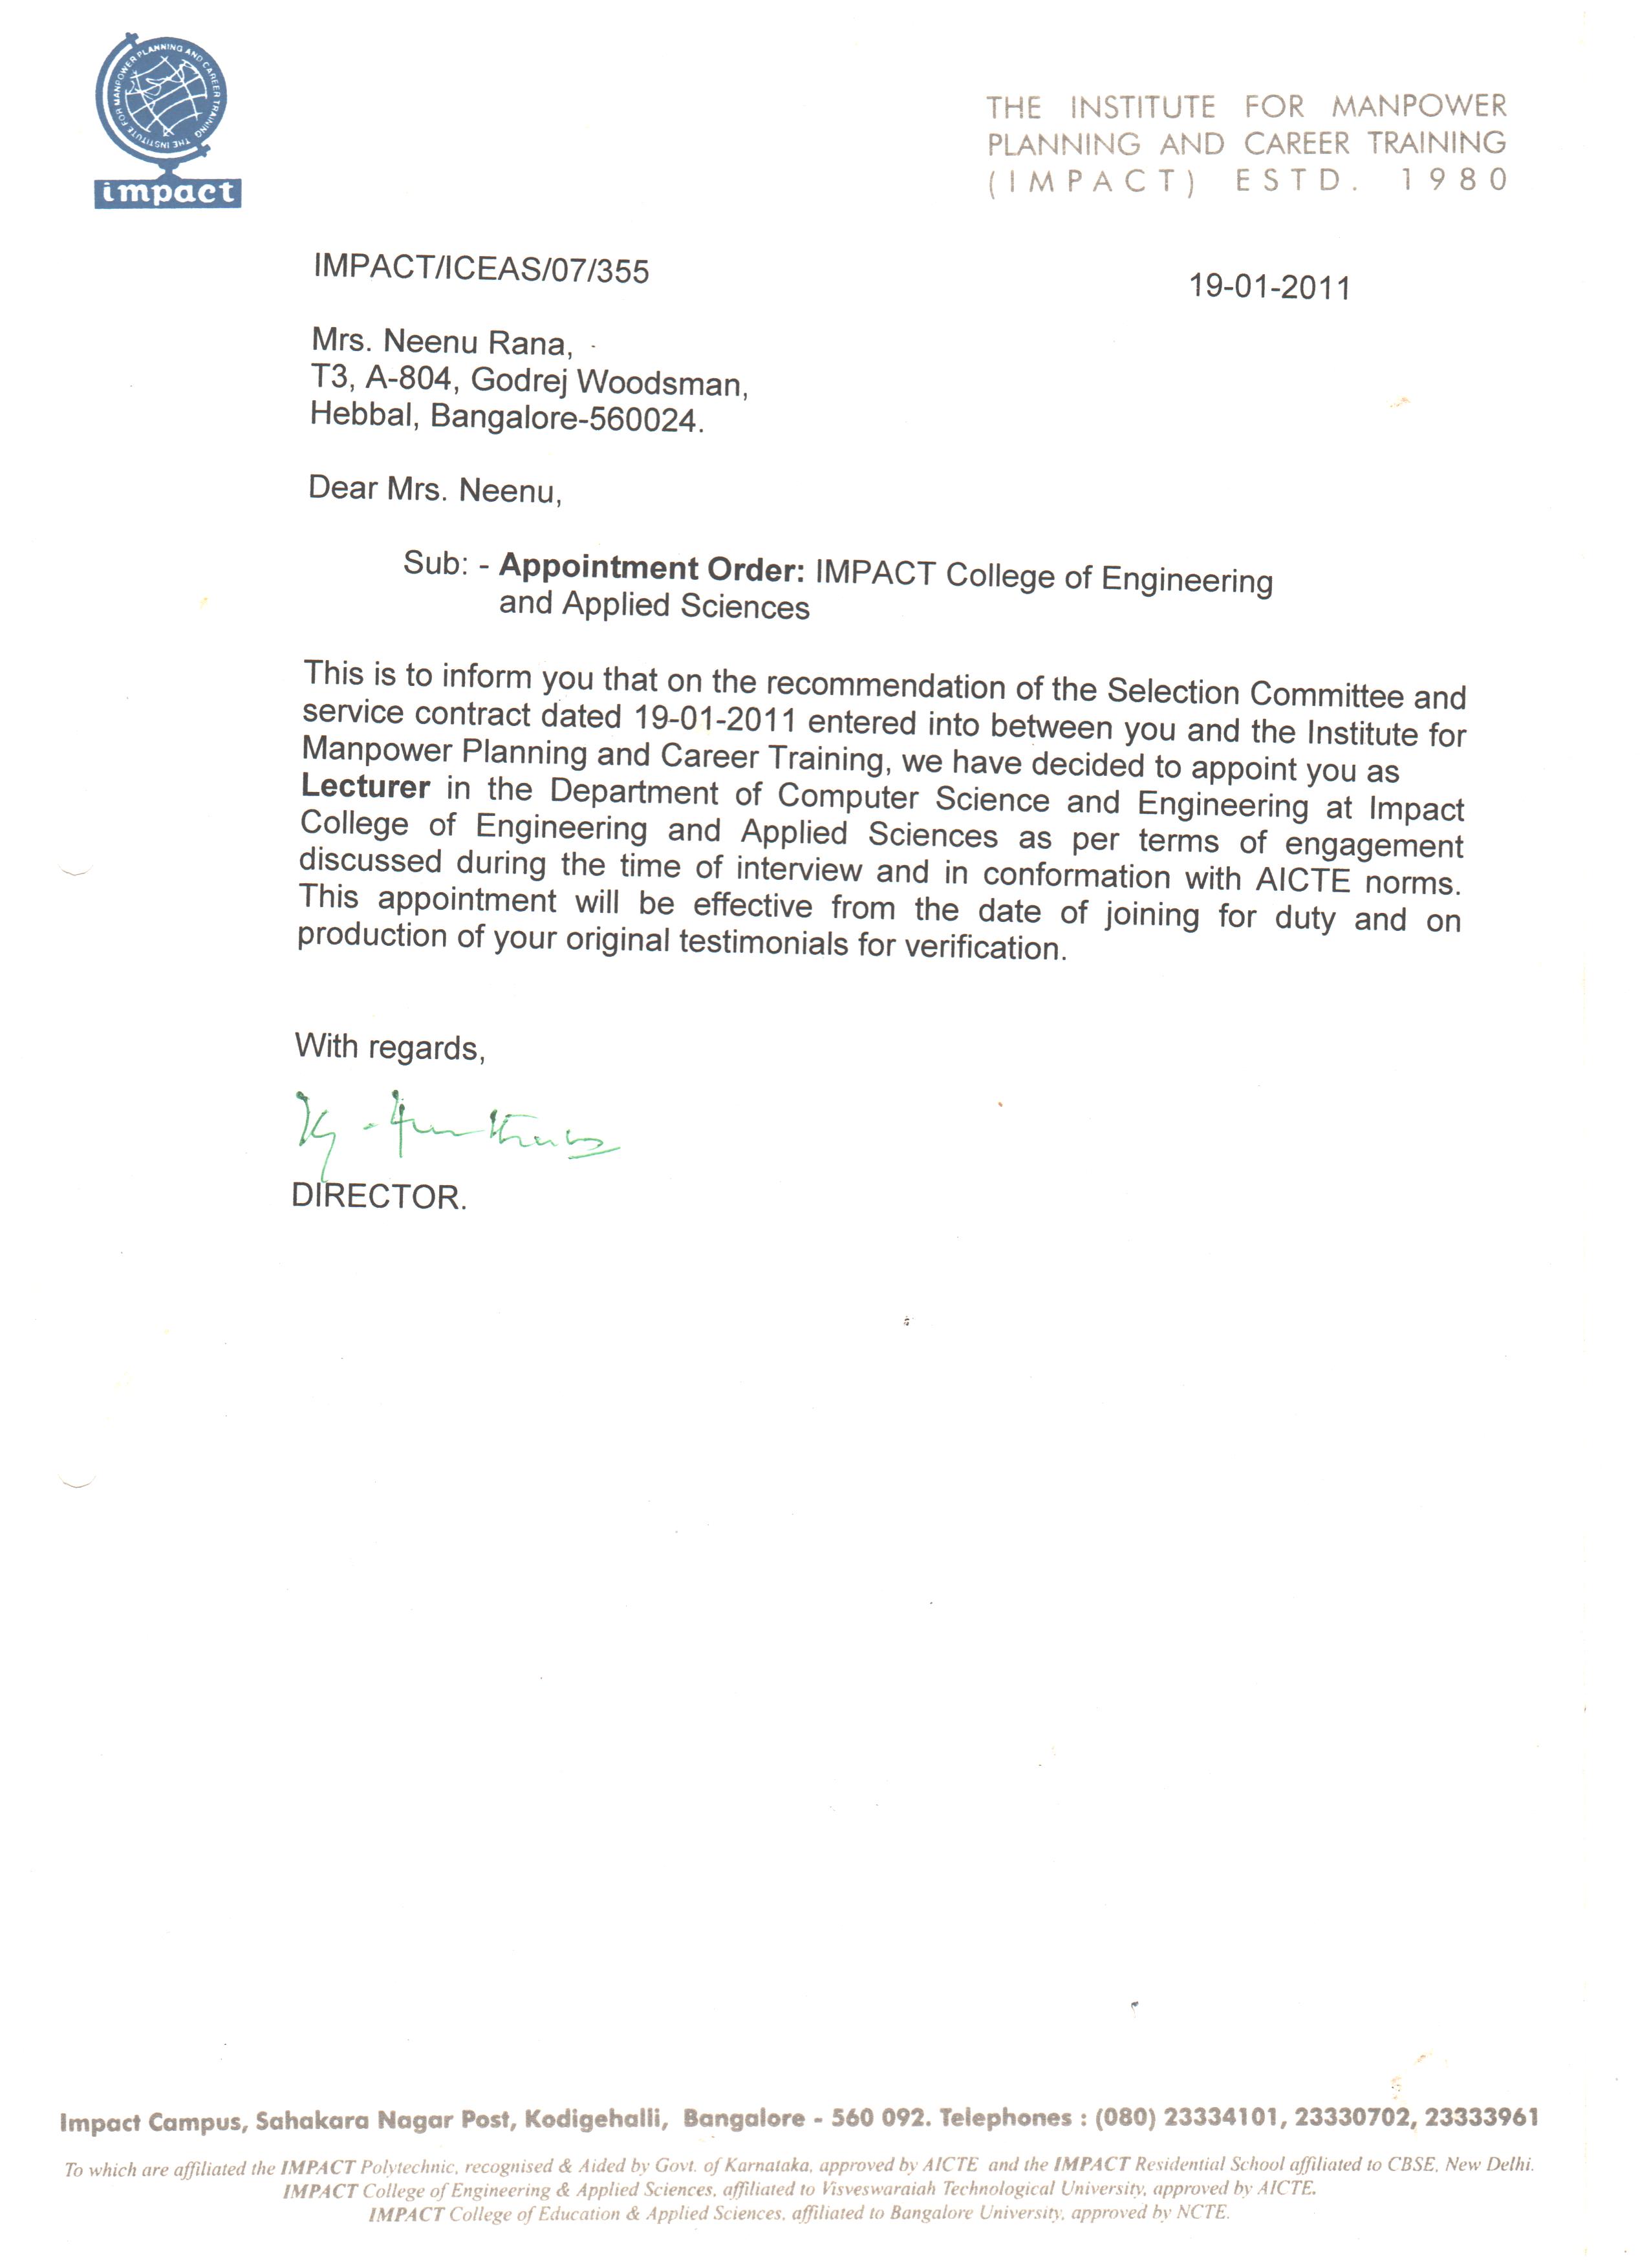 THE INSTITUTE FOR MANPOWER PLANNING AND CAREER TRAINING
impact
THE INSTITUTE FOR MANPOWER
PLANNING AND CAREER TRAINING
(IMPACT) ESTD. 1980
IMPACT/ICEAS/07/355
19-01-2011
Mrs. Neenu Rana,
T3, A-804, Godrej Woodsman,
Hebbal, Bangalore-560024.
Dear Mrs. Neenu,
Sub: - Appointment Order: IMPACT College of Engineering
and Applied Sciences
This is to inform you that on the recommendation of the Selection Committee and
service contract dated 19-01-2011 entered into between you and the Institute for
Manpower Planning and Career Training, we have decided to appoint you as
Lecturer in the Department of Computer Science and Engineering at Impact
College of Engineering and Applied Sciences as per terms of engagement
discussed during the time of interview and in conformation with AICTE norms.
This appointment will be effective from the date of joining for duty and on
production of your original testimonials for verification.
With regards,
DIRECTOR.
Impact Campus, Sahakara Nagar Post, Kodigehalli, Bangalore - 560 092. Telephones : (080) 23334101, 23330702, 23333961
To which are affiliated the IMPACT Polytechnic, recognised & Aided by Govt. of Karnataka, approved by AICTE and the IMPACT Residential School affiliated to CBSE, New Delhi.
IMPACT College of Engineering & Applied Sciences, affiliated to Visveswaraiah Technological University, approved by AICTE.
IMPACT College of Education & Applied Sciences, affiliated to Bangalore University, approved by NCTE.